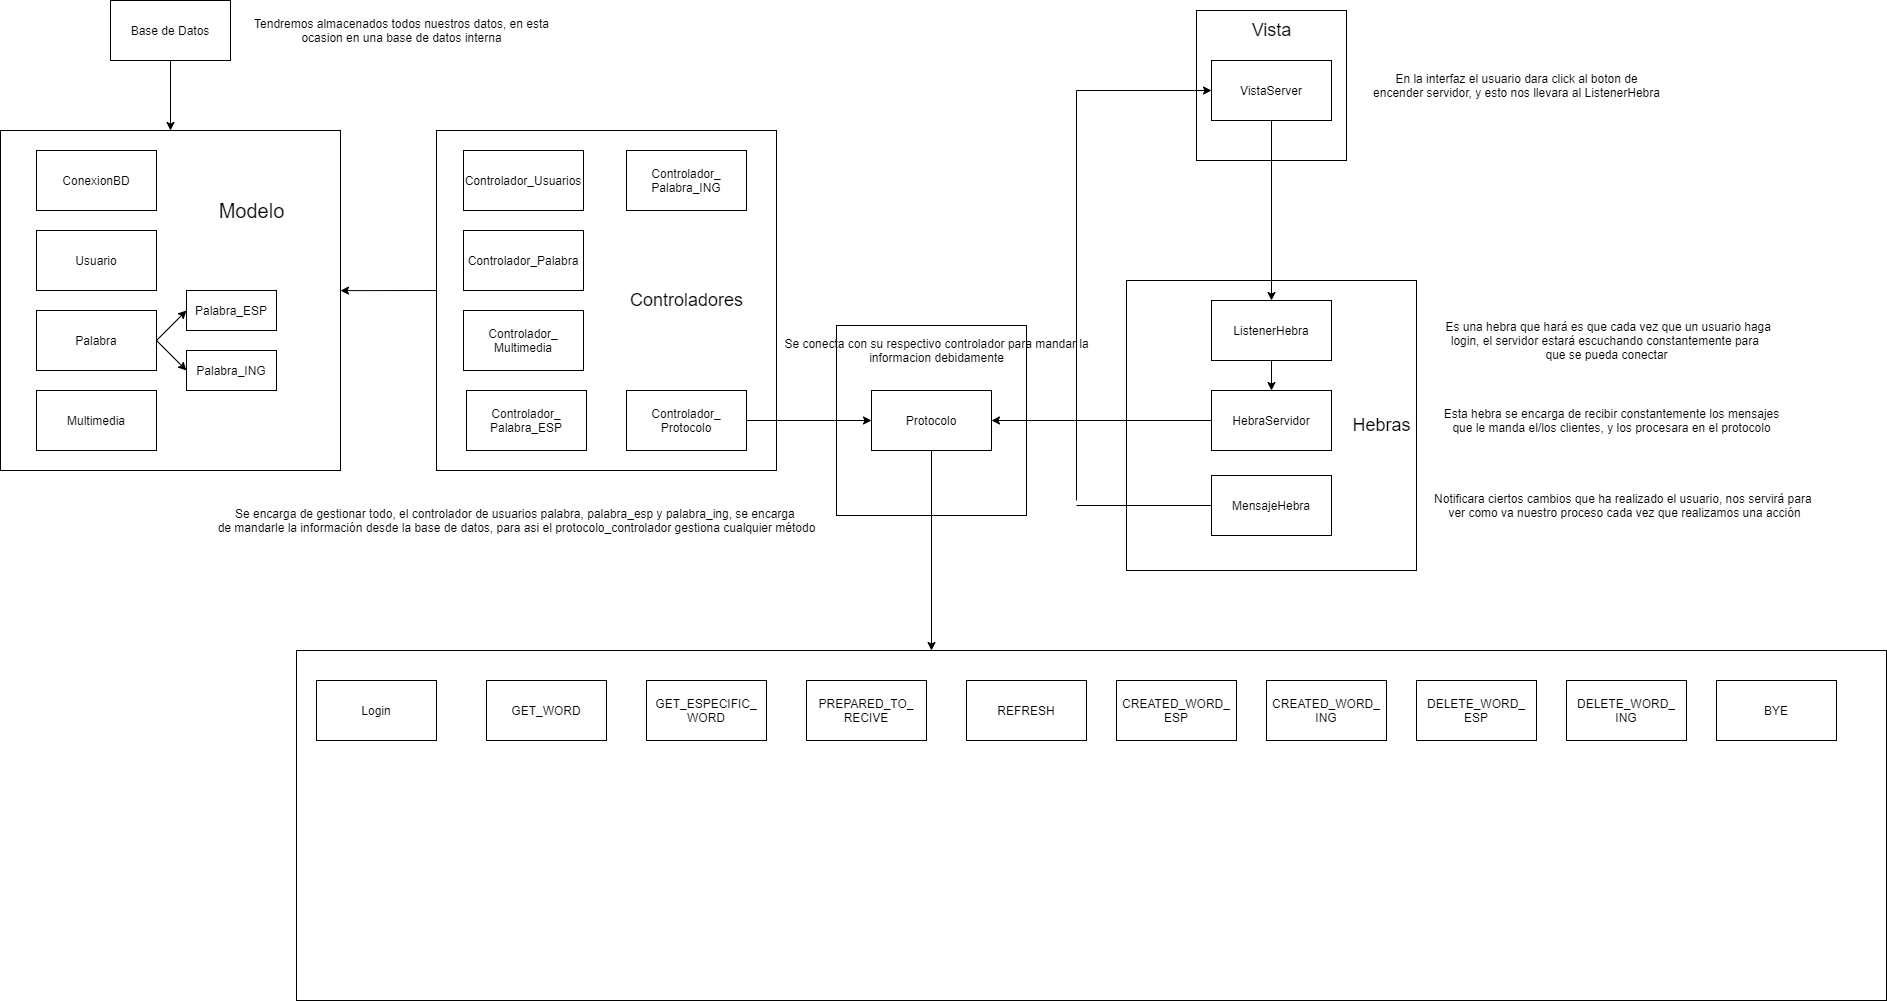 Base de Datos
Tendremos almacenados todos nuestros datos, en esta
ocasion en una base de datos interna
Modelo
ConexionBD
Usuario
Palabra
Palabra_ESP
Palabra_ING
Multimedia
Controladores
Controlador_Usuarios
Controlador_
Palabra_ING
Controlador_Palabra
Controlador_
Multimedia
Controlador_
Palabra_ESP
Controlador_
Protocolo
Se encarga de gestionar todo, el controlador de usuarios palabra, palabra_esp y palabra_ing, se encarga
de mandarle la información desde la base de datos, para asi el protocolo_controlador gestiona cualquier método
Se conecta con su respectivo controlador para mandar la
informacion debidamente
Protocolo
Vista
VistaServer
En la interfaz el usuario dara click al boton de
encender servidor, y esto nos llevara al ListenerHebra
Hebras
ListenerHebra
Es una hebra que hará es que cada vez que un usuario haga
login, el servidor estará escuchando constantemente para
que se pueda conectar
HebraServidor
Esta hebra se encarga de recibir constantemente los mensajes
que le manda el/los clientes, y los procesara en el protocolo
MensajeHebra
Notificara ciertos cambios que ha realizado el usuario, nos servirá para
ver como va nuestro proceso cada vez que realizamos una acción
Login
GET_WORD
GET_ESPECIFIC_
WORD
PREPARED_TO_
RECIVE
REFRESH
CREATED_WORD_
ESP
CREATED_WORD_
ING
DELETE_WORD_
ESP
DELETE_WORD_
ING
BYE